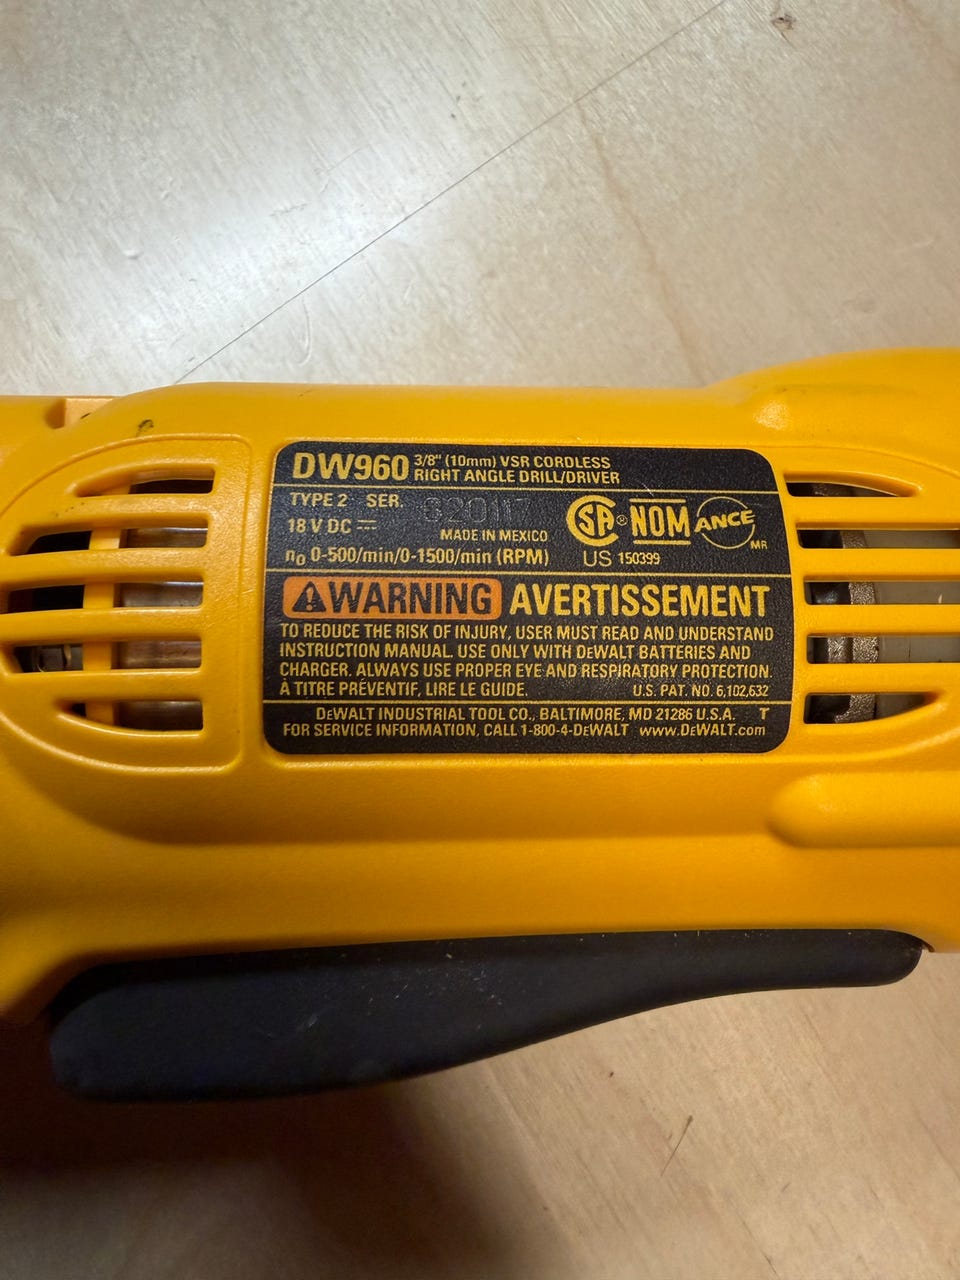 DW960 3/8" (10mm) VSR CORDLESS
RIGHT ANGLE DRILL/DRIVER
TYPE 2 SER.
18 V DC ⎓
MADE IN MEXICO
n₀ 0-500/min/0-1500/min (RPM)
SA ® NOM ANCE
MR
US 150399
⚠WARNING AVERTISSEMENT
TO REDUCE THE RISK OF INJURY, USER MUST READ AND UNDERSTAND
INSTRUCTION MANUAL. USE ONLY WITH DEWALT BATTERIES AND
CHARGER. ALWAYS USE PROPER EYE AND RESPIRATORY PROTECTION.
À TITRE PRÉVENTIF, LIRE LE GUIDE. U.S. PAT. NO. 6,102,632
DEWALT INDUSTRIAL TOOL CO., BALTIMORE, MD 21286 U.S.A. T
FOR SERVICE INFORMATION, CALL 1-800-4-DEWALT www.DEWALT.com